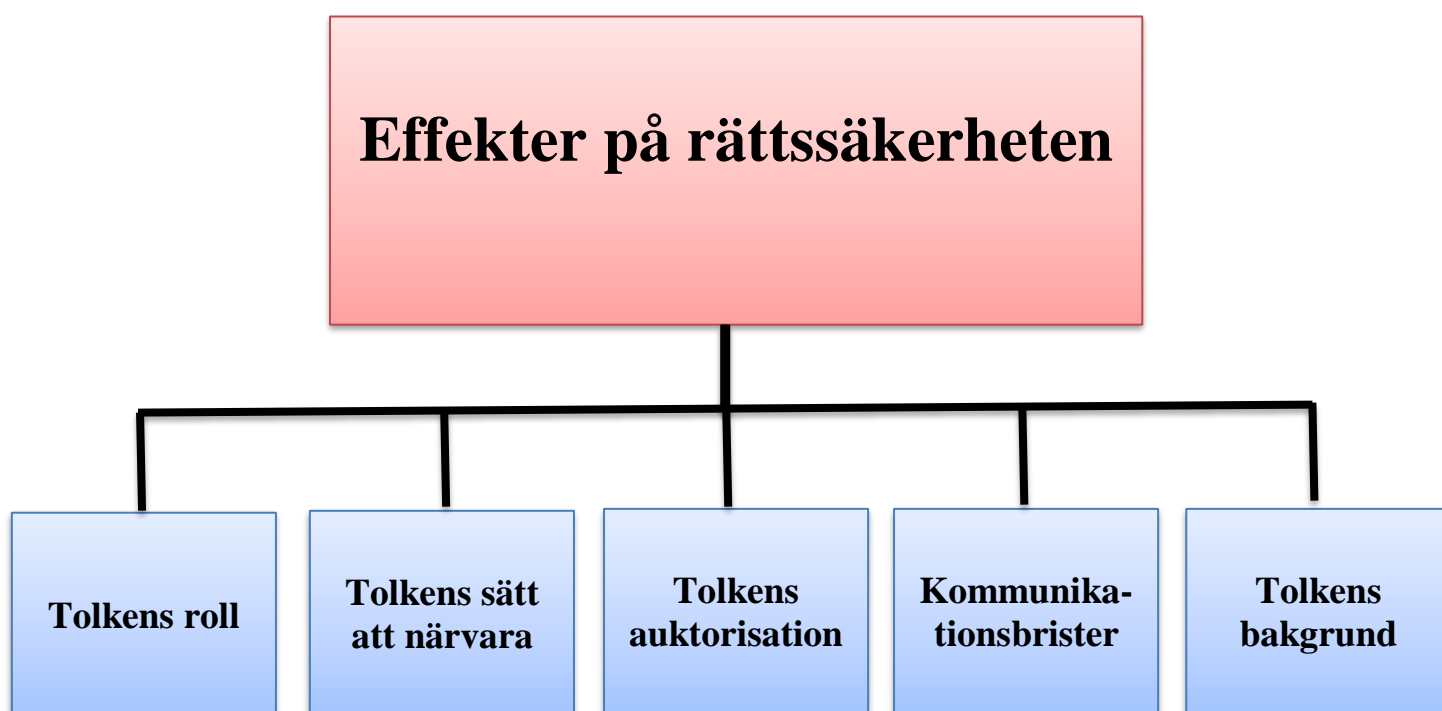 Effekter på rättssäkerheten
Tolkens roll
Tolkens sätt
att närvara
Tolkens
auktorisation
Kommunika-
tionsbrister
Tolkens
bakgrund